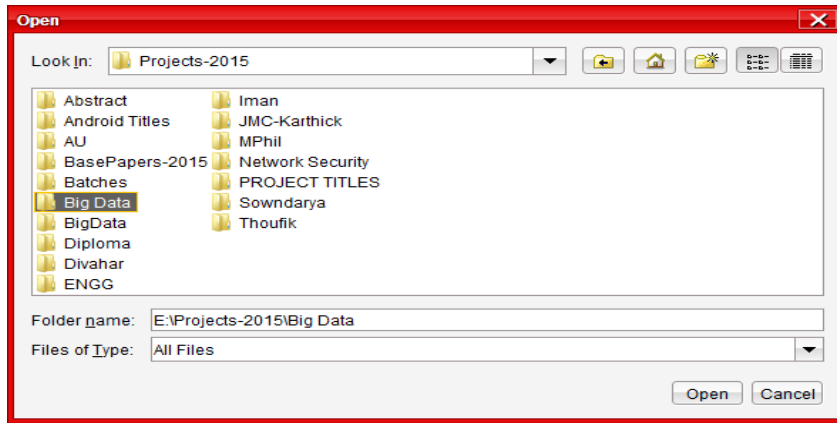 Open
Look In: Projects-2015
Abstract
Android Titles
AU
BasePapers-2015
Batches
Big Data
BigData
Diploma
Divahar
ENGG
Iman
JMC-Karthick
MPhil
Network Security
PROJECT TITLES
Sowndarya
Thoufik
Folder name: E:\Projects-2015\Big Data
Files of Type: All Files
Open Cancel